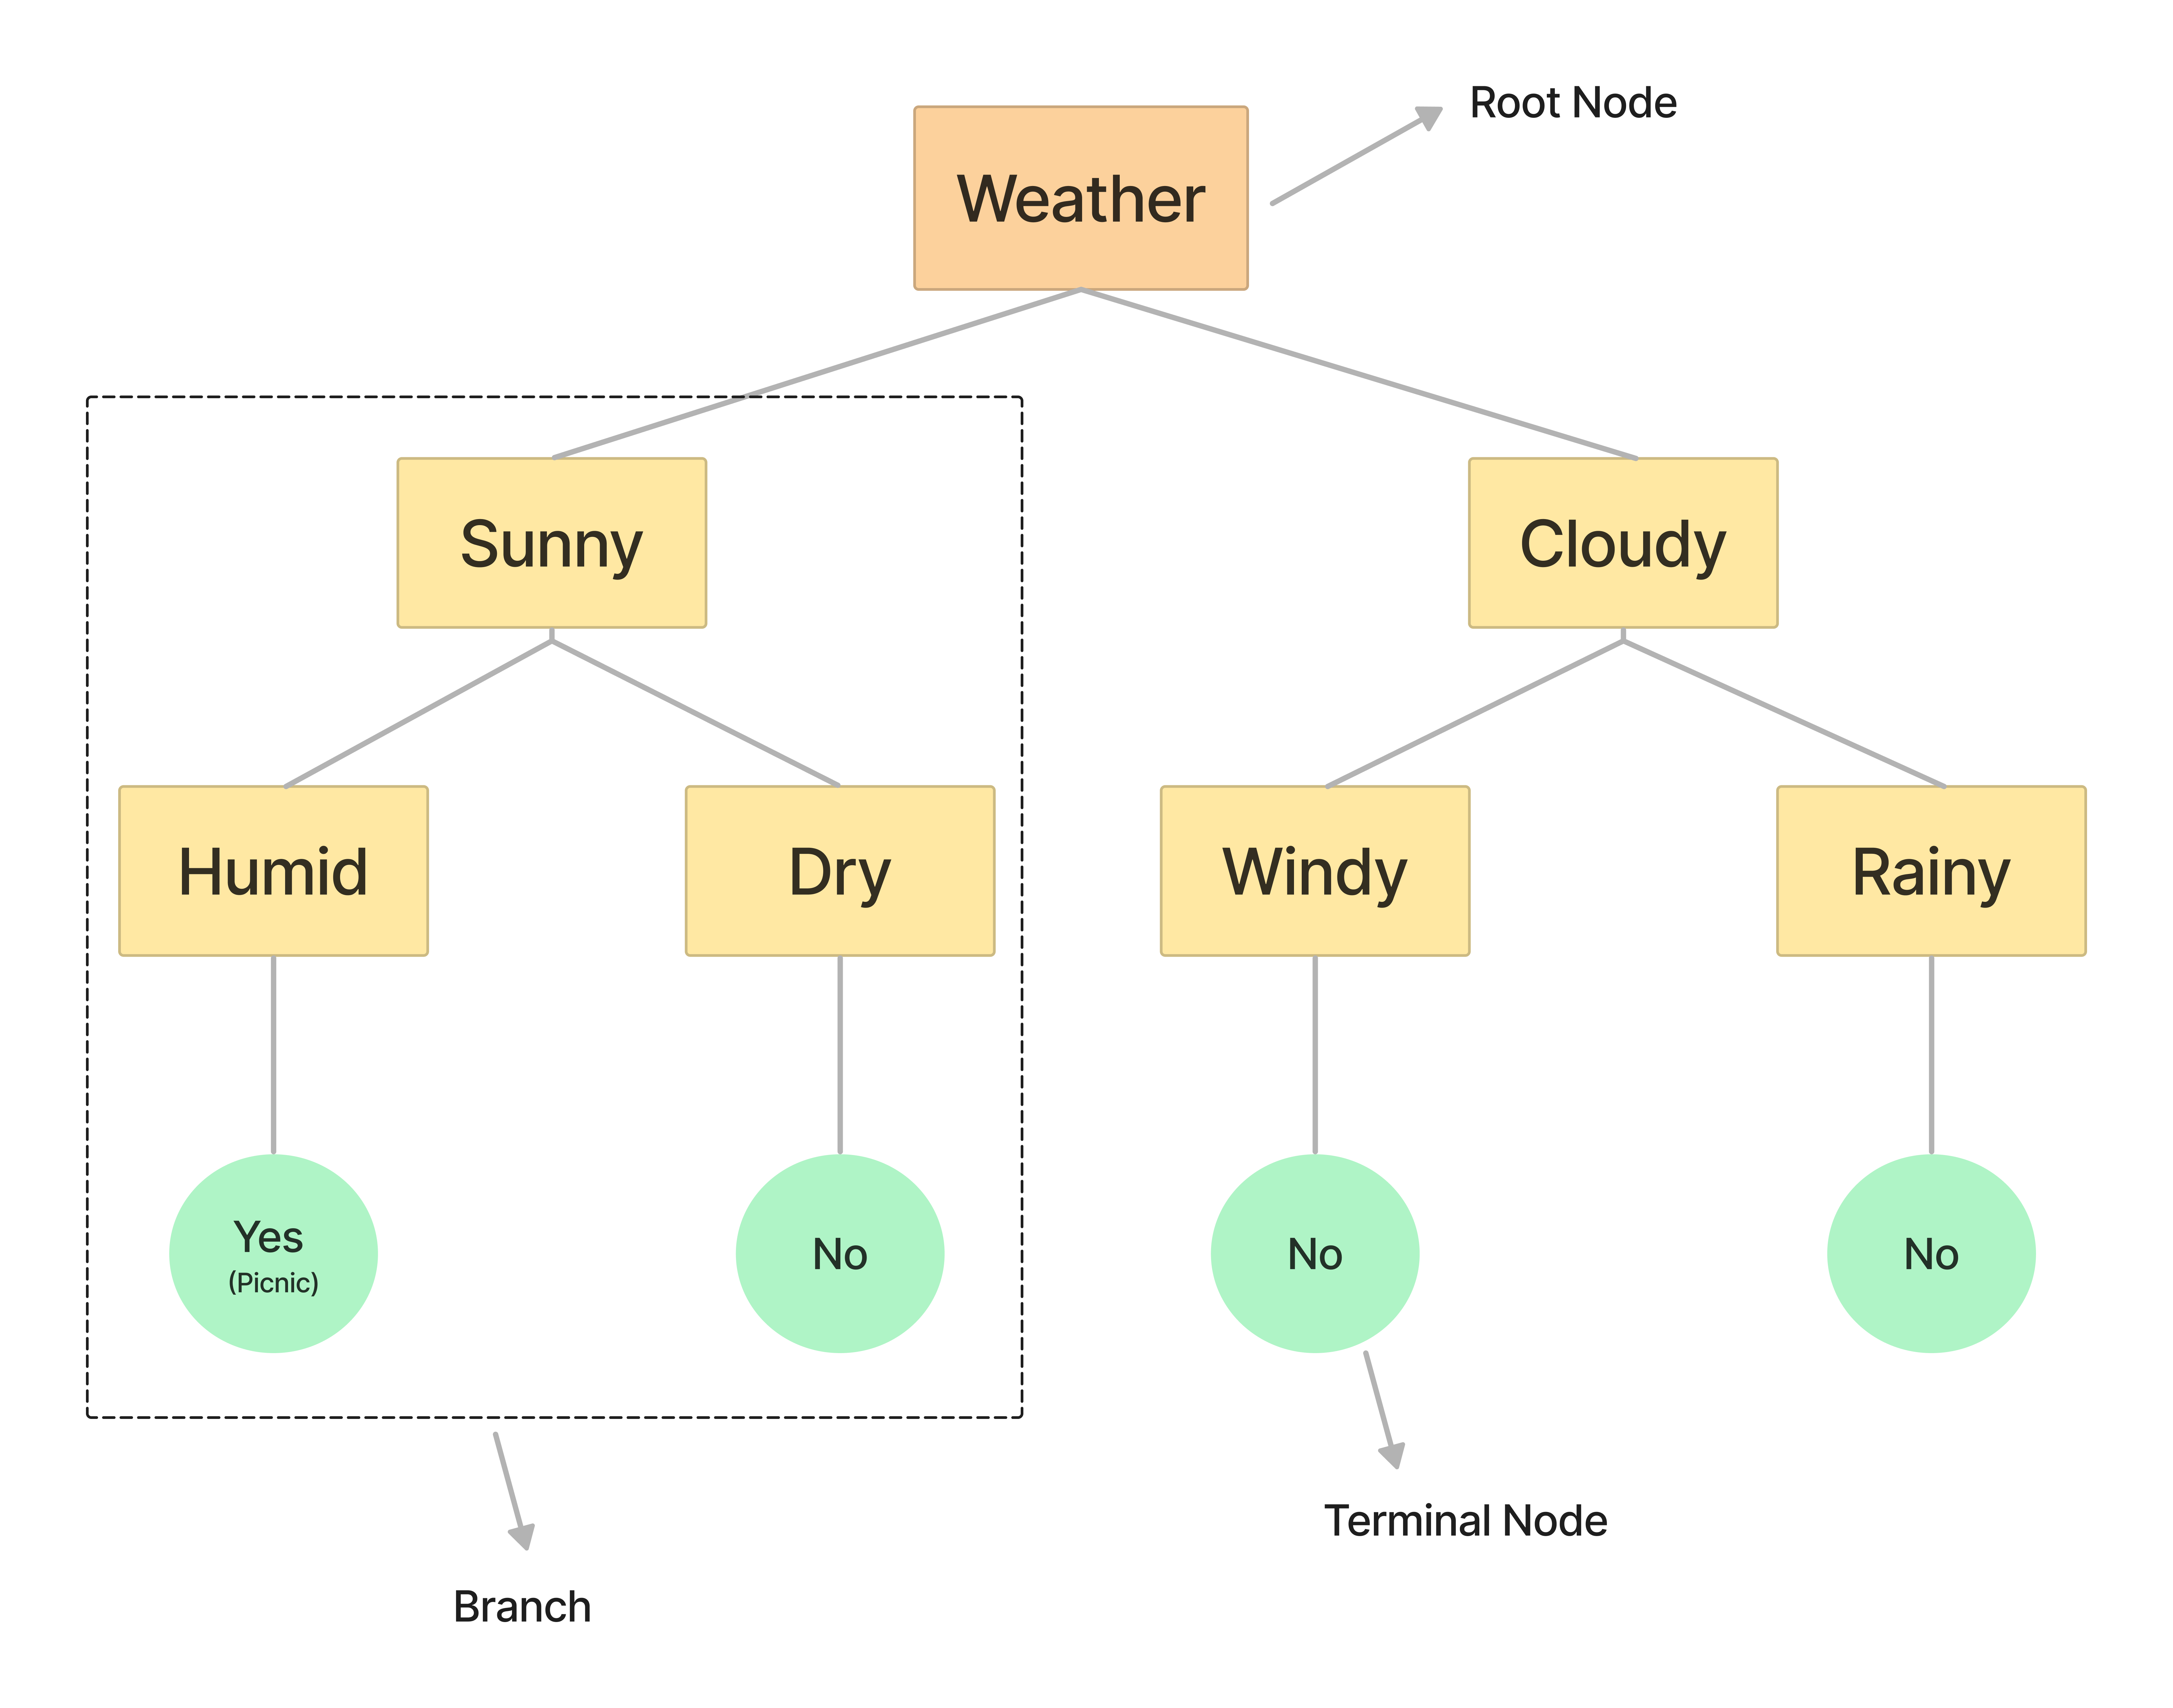 Root Node
Weather
Sunny
Cloudy
Humid
Dry
Windy
Rainy
Yes
(Picnic)
No
No
No
Terminal Node
Branch